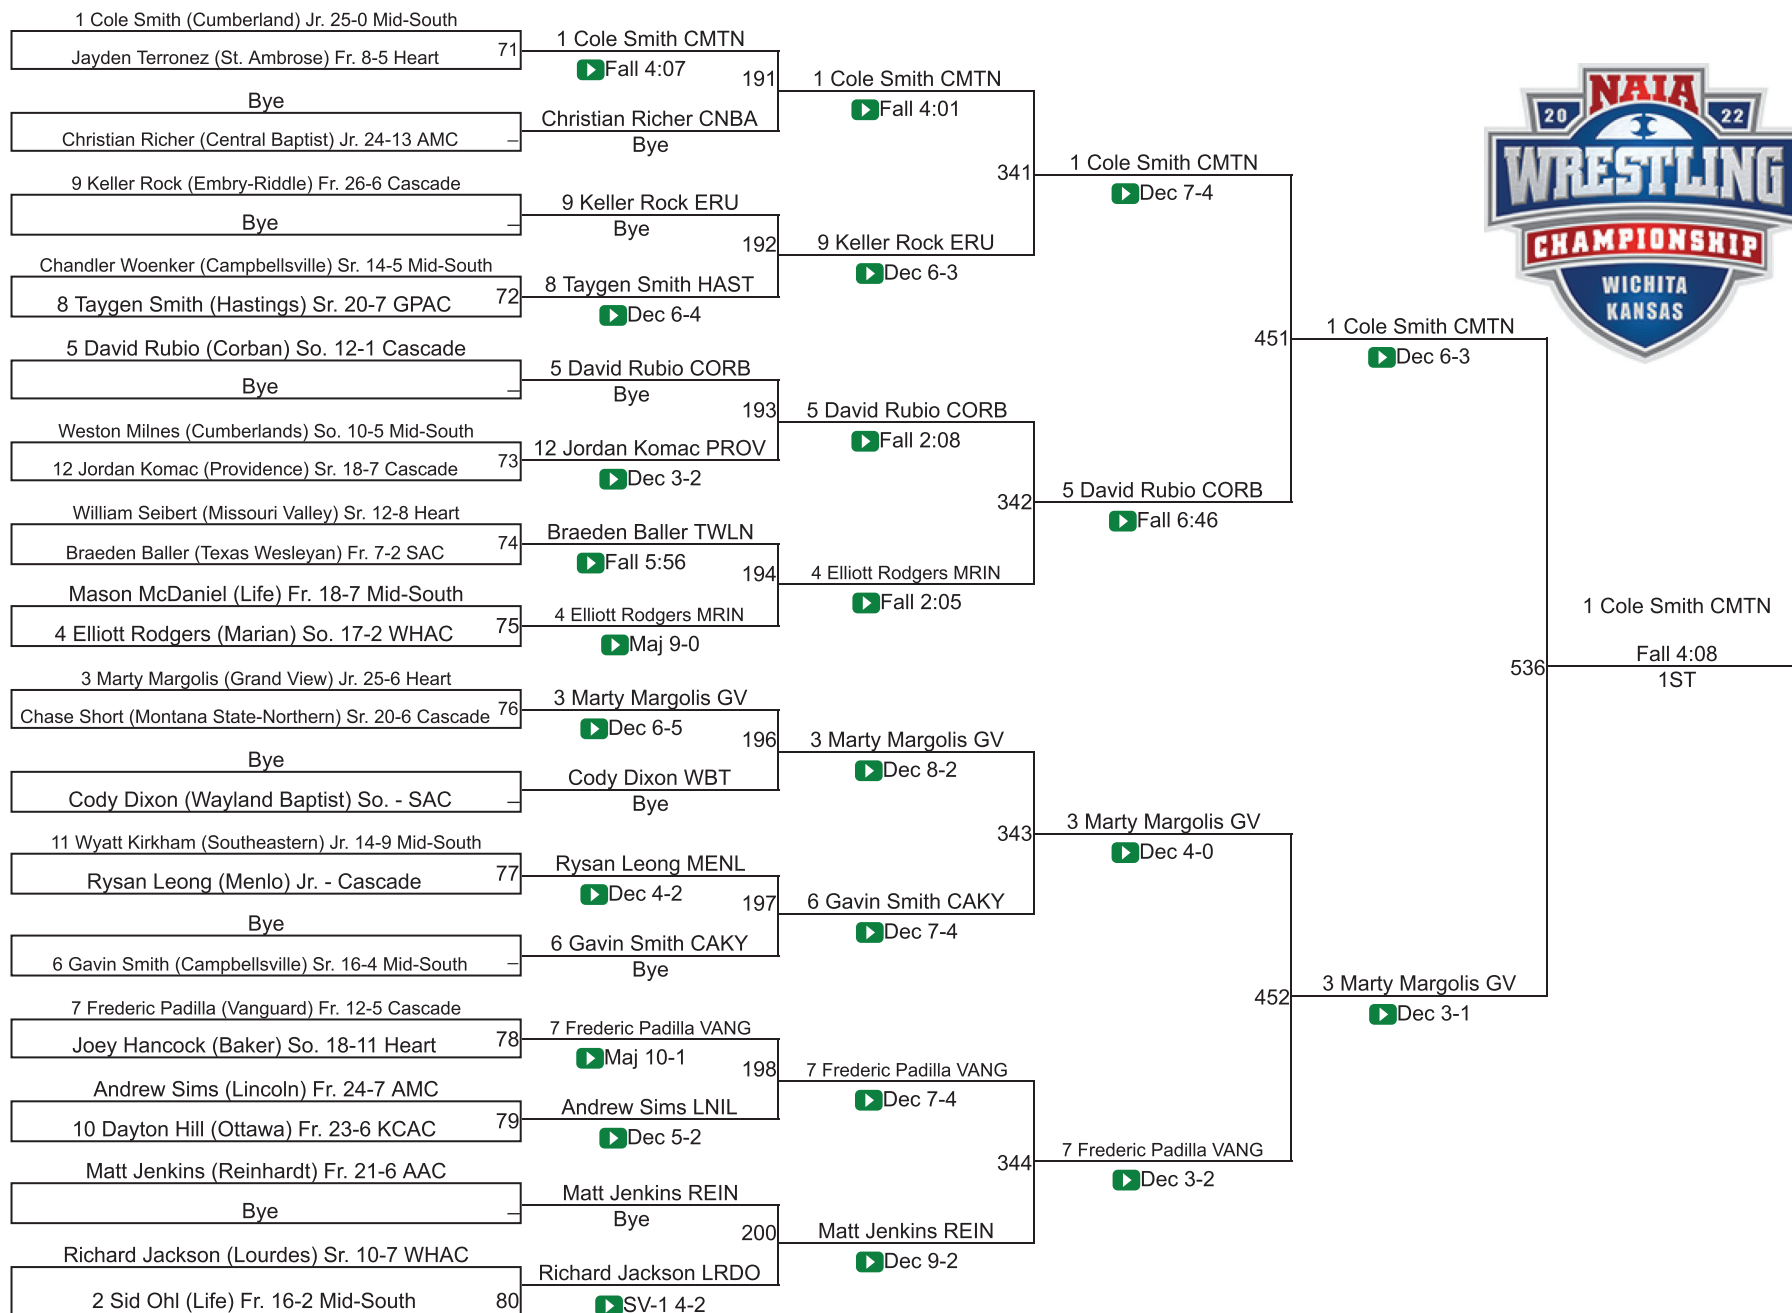 1 Cole Smith (Cumberland) Jr. 25-0 Mid-South
Jayden Terronez (St. Ambrose) Fr. 8-5 Heart
71
Bye
Christian Richer (Central Baptist) Jr. 24-13 AMC
–
9 Keller Rock (Embry-Riddle) Fr. 26-6 Cascade
Bye
–
Chandler Woenker (Campbellsville) Sr. 14-5 Mid-South
8 Taygen Smith (Hastings) Sr. 20-7 GPAC
72
5 David Rubio (Corban) So. 12-1 Cascade
Bye
–
Weston Milnes (Cumberlands) So. 10-5 Mid-South
12 Jordan Komac (Providence) Sr. 18-7 Cascade
73
William Seibert (Missouri Valley) Sr. 12-8 Heart
Braeden Baller (Texas Wesleyan) Fr. 7-2 SAC
74
Mason McDaniel (Life) Fr. 18-7 Mid-South
4 Elliott Rodgers (Marian) So. 17-2 WHAC
75
3 Marty Margolis (Grand View) Jr. 25-6 Heart
Chase Short (Montana State-Northern) Sr. 20-6 Cascade
76
Bye
Cody Dixon (Wayland Baptist) So. - SAC
–
11 Wyatt Kirkham (Southeastern) Jr. 14-9 Mid-South
Rysan Leong (Menlo) Jr. - Cascade
77
Bye
6 Gavin Smith (Campbellsville) Sr. 16-4 Mid-South
–
7 Frederic Padilla (Vanguard) Fr. 12-5 Cascade
Joey Hancock (Baker) So. 18-11 Heart
78
Andrew Sims (Lincoln) Fr. 24-7 AMC
10 Dayton Hill (Ottawa) Fr. 23-6 KCAC
79
Matt Jenkins (Reinhardt) Fr. 21-6 AAC
Bye
–
Richard Jackson (Lourdes) Sr. 10-7 WHAC
2 Sid Ohl (Life) Fr. 16-2 Mid-South
80
1 Cole Smith CMTN
Fall 4:07
191
Christian Richer CNBA
Bye
9 Keller Rock ERU
Bye
192
8 Taygen Smith HAST
Dec 6-4
5 David Rubio CORB
Bye
193
12 Jordan Komac PROV
Dec 3-2
Braeden Baller TWLN
Fall 5:56
194
4 Elliott Rodgers MRIN
Maj 9-0
3 Marty Margolis GV
Dec 6-5
196
Cody Dixon WBT
Bye
Rysan Leong MENL
Dec 4-2
197
6 Gavin Smith CAKY
Bye
7 Frederic Padilla VANG
Maj 10-1
198
Andrew Sims LNIL
Dec 5-2
Matt Jenkins REIN
Bye
200
Richard Jackson LRDO
SV-1 4-2
1 Cole Smith CMTN
Fall 4:01
341
9 Keller Rock ERU
Dec 6-3
5 David Rubio CORB
Fall 2:08
342
4 Elliott Rodgers MRIN
Fall 2:05
3 Marty Margolis GV
Dec 8-2
343
6 Gavin Smith CAKY
Dec 7-4
7 Frederic Padilla VANG
Dec 7-4
344
Matt Jenkins REIN
Dec 9-2
1 Cole Smith CMTN
Dec 7-4
451
5 David Rubio CORB
Fall 6:46
3 Marty Margolis GV
Dec 4-0
452
7 Frederic Padilla VANG
Dec 3-2
1 Cole Smith CMTN
Dec 6-3
536
3 Marty Margolis GV
Dec 3-1
1 Cole Smith CMTN
Fall 4:08
1ST
NAIA
20 22
WRESTLING
CHAMPIONSHIP
WICHITA
KANSAS